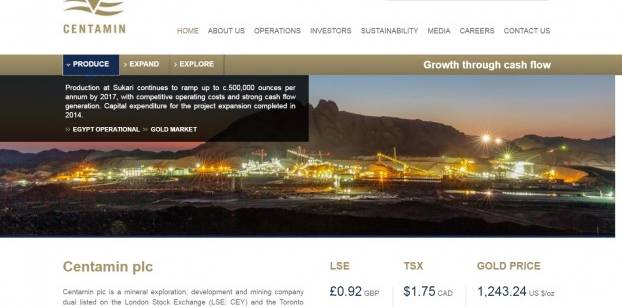 CENTAMIN
HOME ABOUT US OPERATIONS INVESTORS SUSTAINABILITY MEDIA CAREERS CONTACT US
PRODUCE EXPAND EXPLORE Growth through cash flow
Production at Sukari continues to ramp up to c.500,000 ounces per
annum by 2017, with competitive operating costs and strong cash flow
generation. Capital expenditure for the project expansion completed in
2014.
>> EGYPT OPERATIONAL >> GOLD MARKET
Centamin plc LSE TSX GOLD PRICE
£0.92 GBP $1.75 CAD 1,243.24 US $/oz
Centamin plc is a mineral exploration, development and mining company
dual listed on the London Stock Exchange (LSE: CEY) and the Toronto